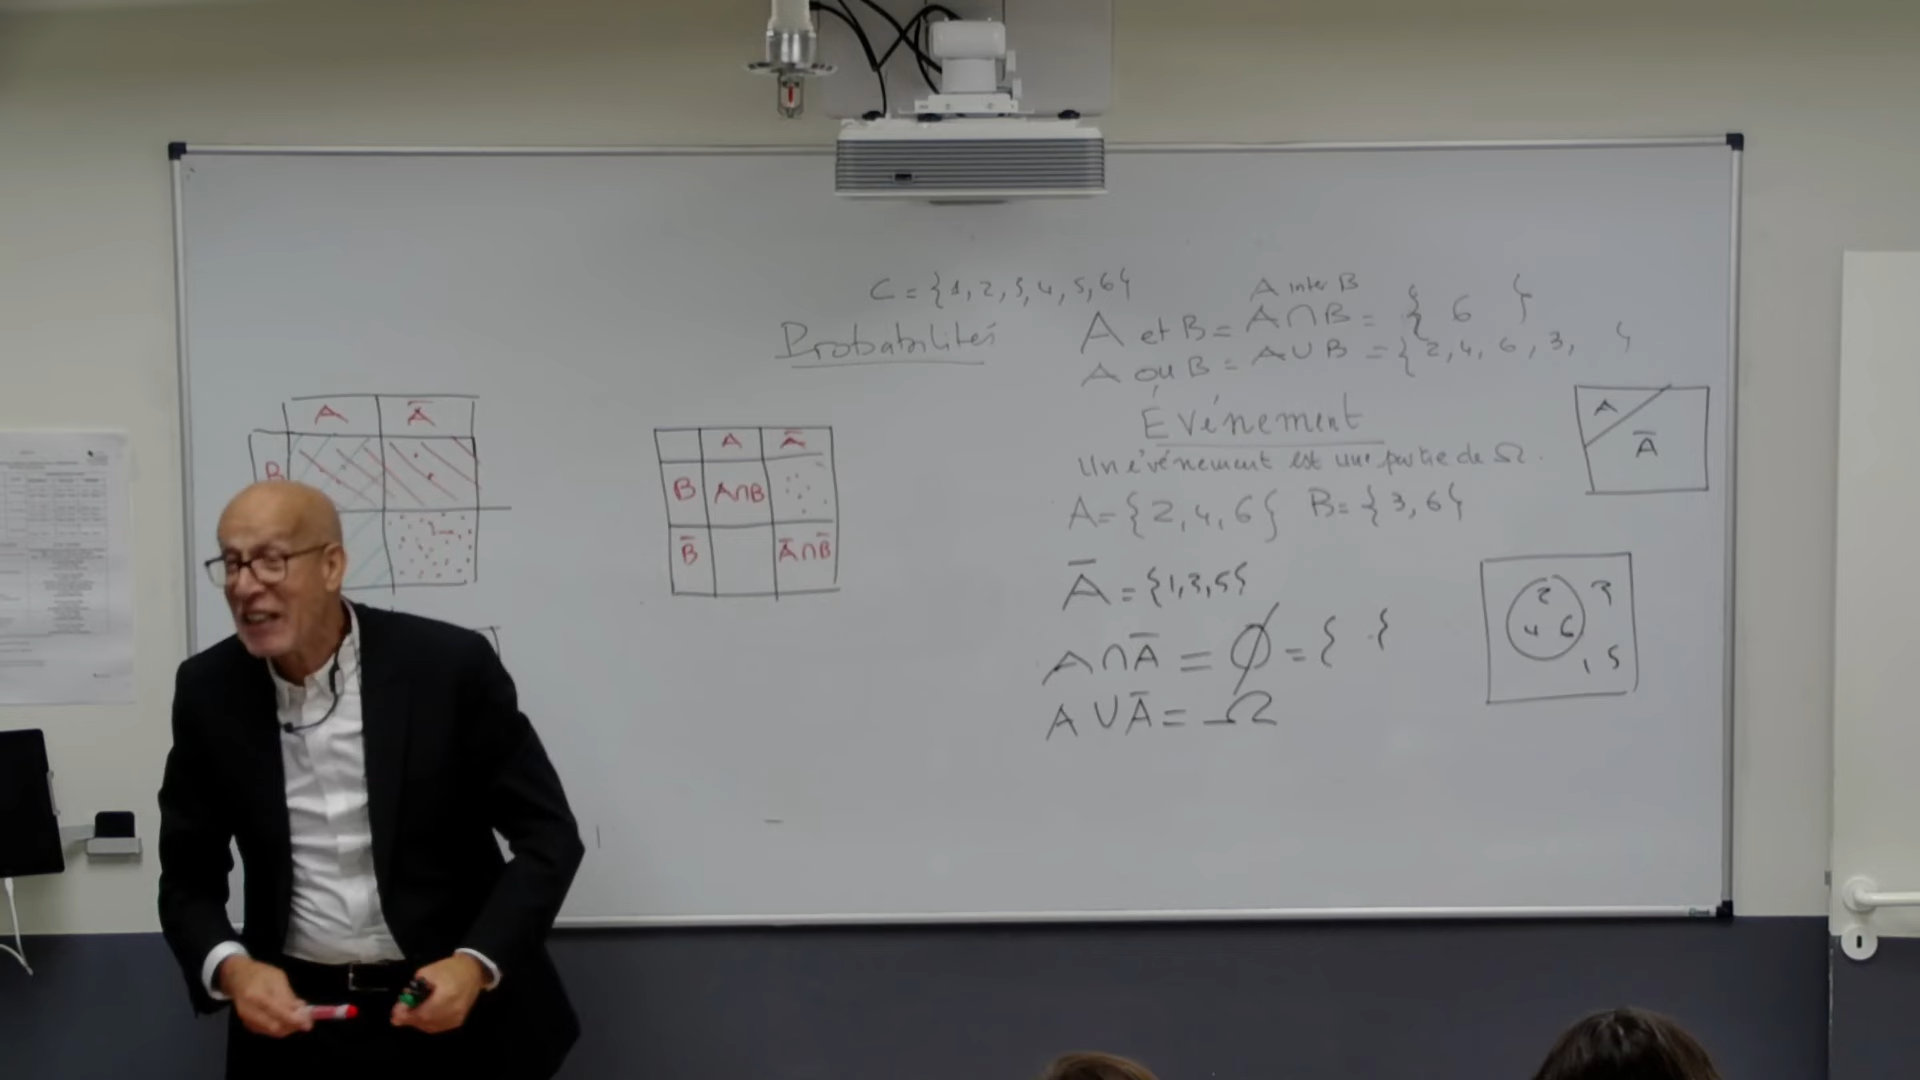 C = {1, 2, 3, 4, 5, 6}
Probabilités
A inter B
A et B = A∩B = { 6 }
A ou B = A∪B = {2, 4, 6, 3, }
Événement
Un événement est une partie de Ω.
A = {2, 4, 6} B = {3, 6}
Ā = {1, 3, 5}
A∩Ā = ∅ = { }
A∪Ā = Ω
A Ā
B
A Ā
B A∩B
B̄ Ā∩B̄
A
Ā
2 3
4 6
1 5